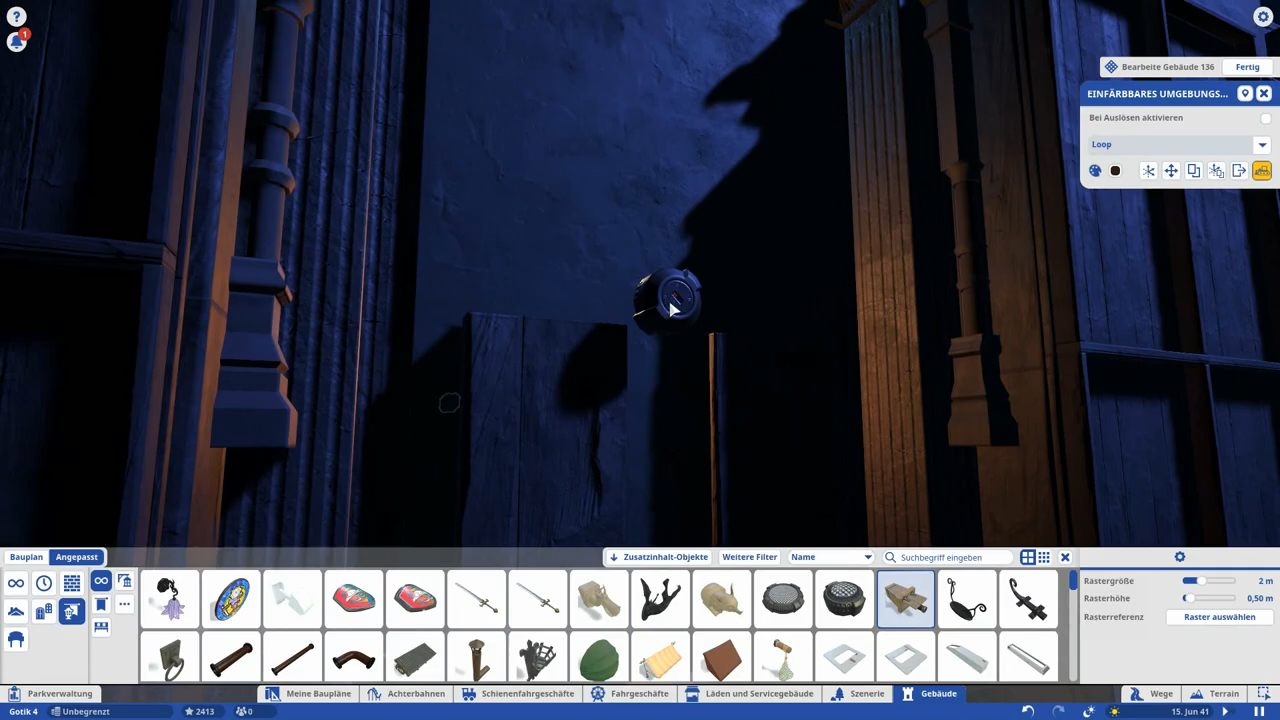 ?
1
Bearbeite Gebäude 136
Fertig
EINFÄRBBARES UMGEBUNGS...
Bei Auslösen aktivieren
Loop
Bauplan
Angepasst
Zusatzinhalt-Objekte
Weitere Filter
Name
Suchbegriff eingeben
Rastergröße
2 m
Rasterhöhe
0,50 m
Rasterreferenz
Raster auswählen
Parkverwaltung
Meine Baupläne
Achterbahnen
Schienenfahrgeschäfte
Fahrgeschäfte
Läden und Servicegebäude
Szenerie
Gebäude
Wege
Terrain
Gotik 4
Unbegrenzt
2413
0
15. Jun 41